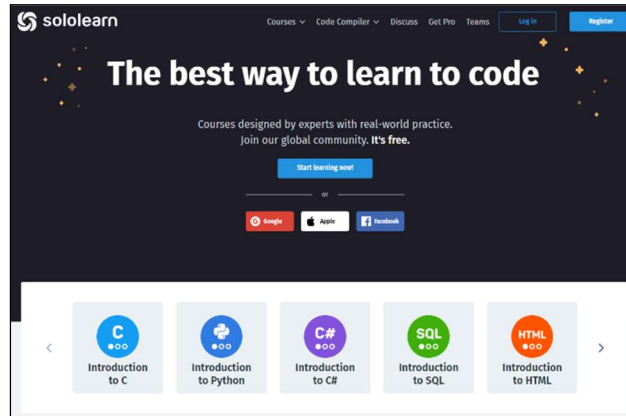 sololearn Courses Code Compiler Discuss Get Pro Teams Log in Register
The best way to learn to code
Courses designed by experts with real-world practice.
Join our global community. It's free.
Start learning now!
or
G Google Apple f Facebook
C Python C# SQL HTML
Introduction to C
Introduction to Python
Introduction to C#
Introduction to SQL
Introduction to HTML